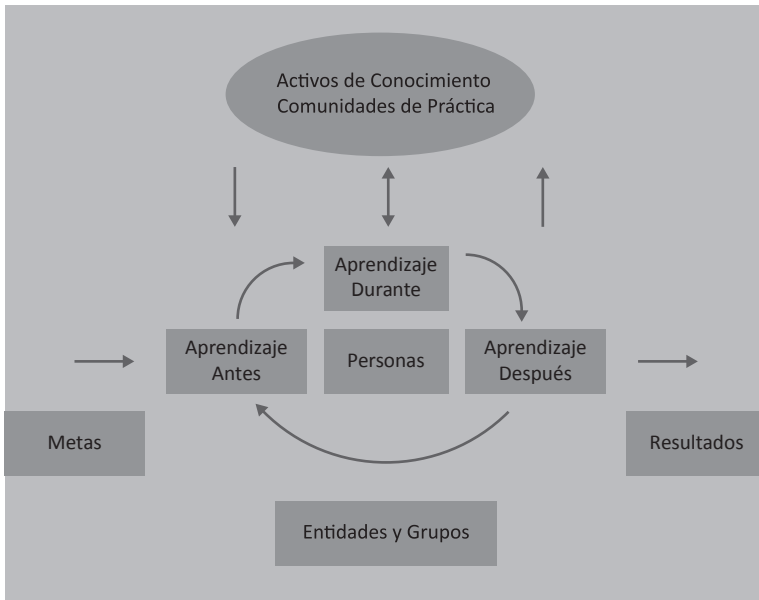 Activos de Conocimiento
Comunidades de Práctica
Aprendizaje
Durante
Aprendizaje
Antes
Personas
Aprendizaje
Después
Metas
Resultados
Entidades y Grupos